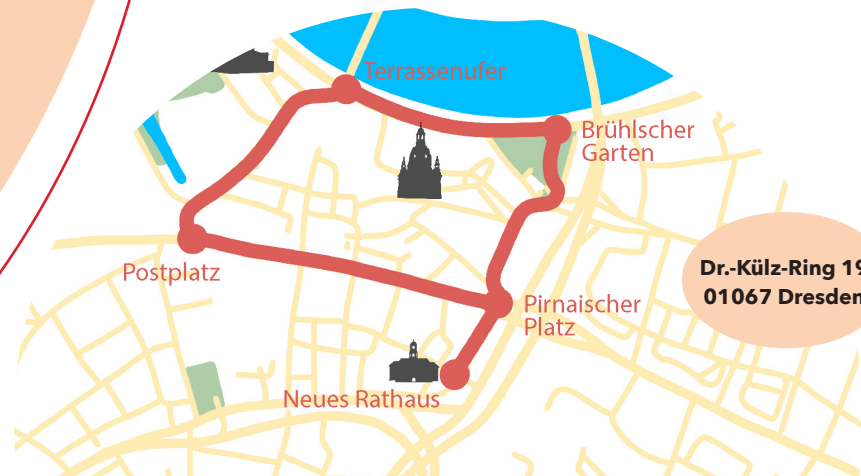 Terrassenufer
Brühlscher
Garten
Postplatz
Dr.-Külz-Ring 19
01067 Dresden
Pirnaischer
Platz
Neues Rathaus